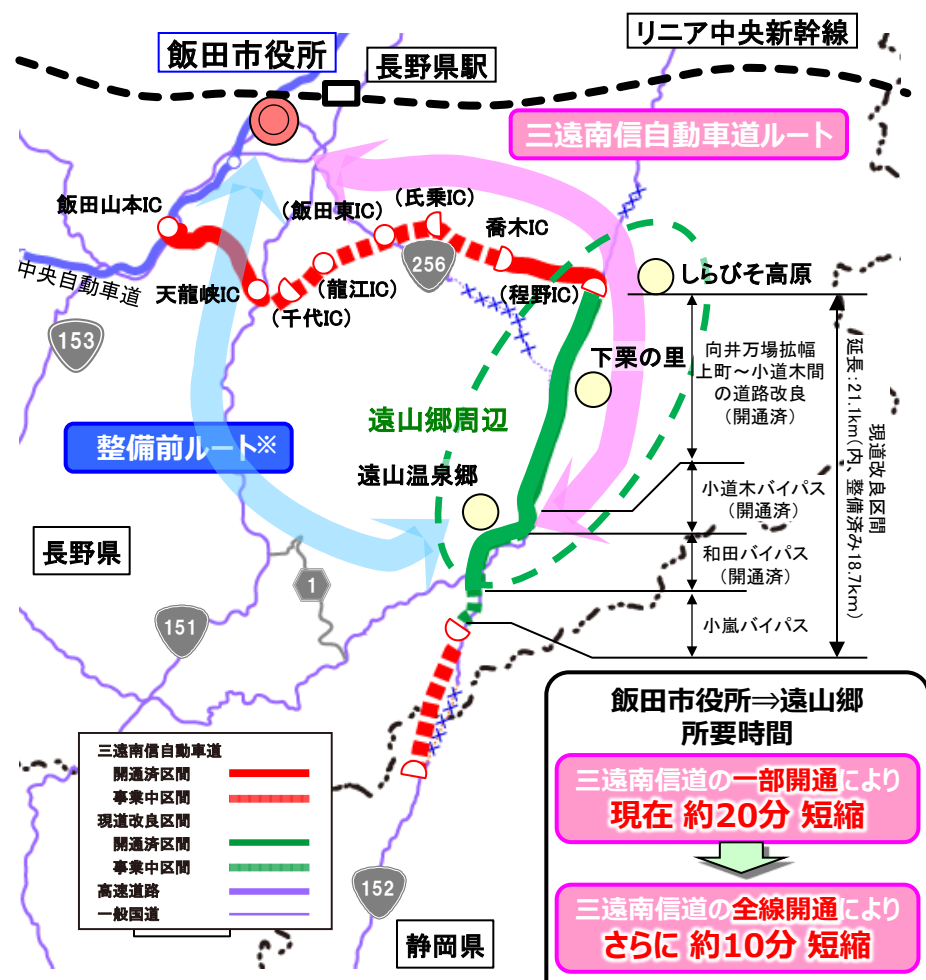 リニア中央新幹線
飯田市役所
長野県駅
三遠南信自動車道ルート
飯田山本IC
（飯田東IC）
（氏乗IC）
喬木IC
256
中央自動車道
天龍峡IC
（龍江IC）
（千代IC）
（程野IC）
しらびそ高原
153
下栗の里
向井万場拡幅
上町～小道木間
の道路改良
（開通済）
遠山郷周辺
整備前ルート※
遠山温泉郷
小道木バイパス
（開通済）
現道改良区間
延長：21.1km（内、整備済み18.7km）
長野県
和田バイパス
（開通済）
1
151
小嵐バイパス
飯田市役所⇒遠山郷
所要時間
三遠南信道の一部開通により
現在 約20分 短縮
三遠南信道の全線開通により
さらに 約10分 短縮
三遠南信自動車道
開通済区間
事業中区間
現道改良区間
開通済区間
事業中区間
高速道路
一般国道
152
静岡県